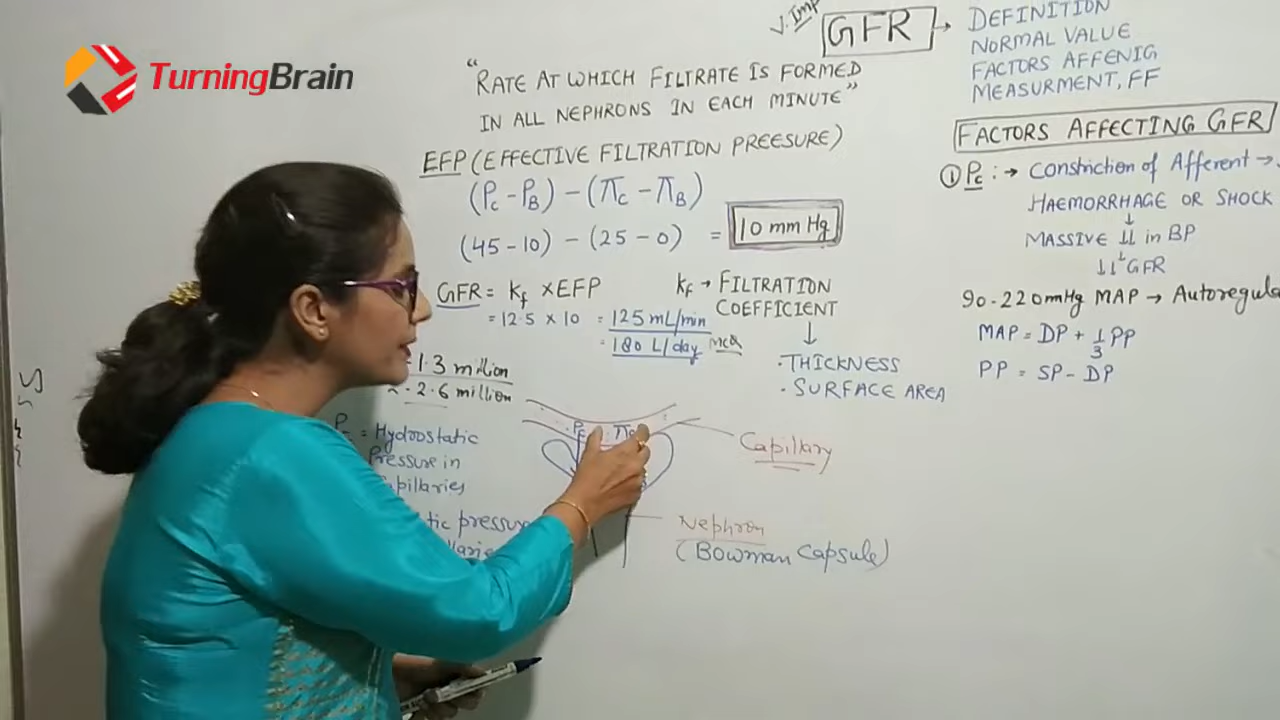 TurningBrain
V. Imp
GFR →
DEFINITION
NORMAL VALUE
FACTORS AFFENIG
MEASURMENT, FF
"RATE AT WHICH FILTRATE IS FORMED
IN ALL NEPHRONS IN EACH MINUTE"
EFP (EFFECTIVE FILTRATION PREESURE)
(Pc - PB) - (πc - πB)
(45 - 10) - (25 - 0) = 10 mm Hg
GFR = Kf × EFP
= 12.5 × 10 = 125 mL/min
= 180 L/day MCQ
Kf → FILTRATION
COEFFICIENT
↓
· THICKNESS
· SURFACE AREA
1.3 million
2.6 million
= Hydrostatic
Pressure in
pillaries
tic pressure
Pc πc
Capillary
Nephron
(Bowman Capsule)
FACTORS AFFECTING GFR
① Pc : → Constriction of Afferent →
HAEMORRHAGE OR SHOCK
↓
MASSIVE ↓↓ in BP
↓
↓↓ GFR
90-220mmHg MAP → Autoregula
MAP = DP + 1/3 PP
PP = SP - DP